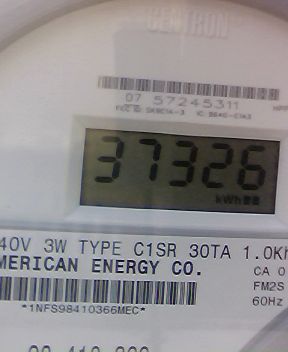 CENTRON
07 57245311
37326
kWh
40V 3W TYPE C1SR 30TA 1.0Kh
MERICAN ENERGY CO.
CA 0
FM2S
60Hz
*1NFS98410366MEC*